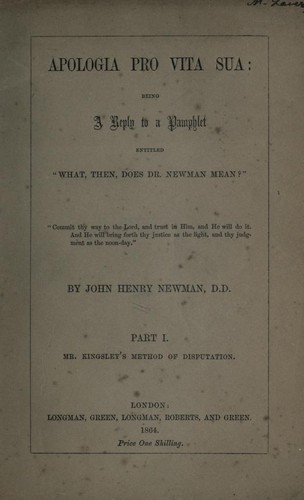 APOLOGIA PRO VITA SUA:
BEING
A Reply to a Pamphlet
ENTITLED
"WHAT, THEN, DOES DR. NEWMAN MEAN?"
"Commit thy way to the Lord, and trust in Him, and He will do it.
And He will bring forth thy justice as the light, and thy judg-
ment as the noon-day."
BY JOHN HENRY NEWMAN, D.D.
PART I.
MR. KINGSLEY'S METHOD OF DISPUTATION.
LONDON:
LONGMAN, GREEN, LONGMAN, ROBERTS, AND GREEN.
1864.
Price One Shilling.